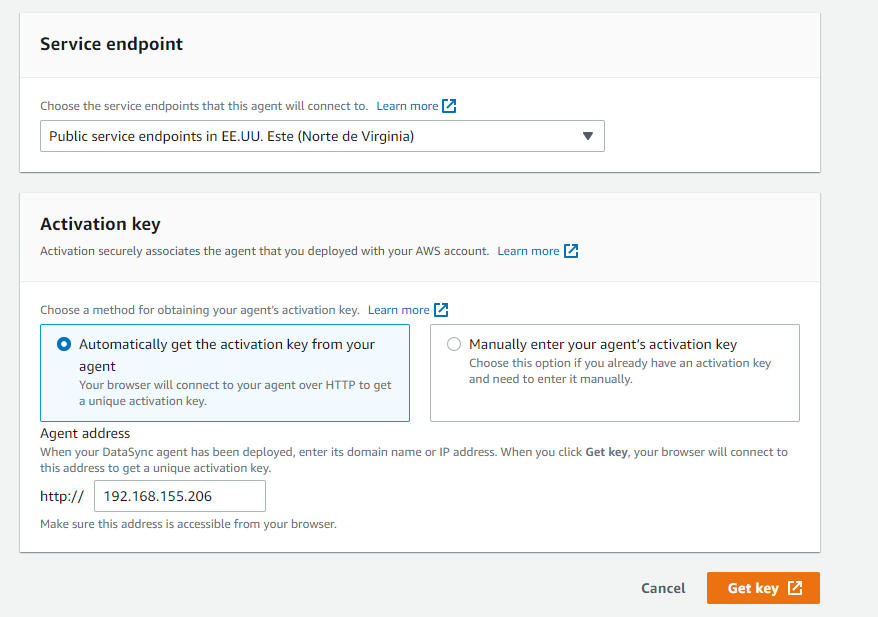 Service endpoint
Choose the service endpoints that this agent will connect to. Learn more
Public service endpoints in EE.UU. Este (Norte de Virginia)
Activation key
Activation securely associates the agent that you deployed with your AWS account. Learn more
Choose a method for obtaining your agent's activation key. Learn more
Automatically get the activation key from your
agent
Your browser will connect to your agent over HTTP to get
a unique activation key.
Manually enter your agent's activation key
Choose this option if you already have an activation key
and need to enter it manually.
Agent address
When your DataSync agent has been deployed, enter its domain name or IP address. When you click Get key, your browser will connect to
this address to get a unique activation key.
http:// 192.168.155.206
Make sure this address is accessible from your browser.
Cancel Get key